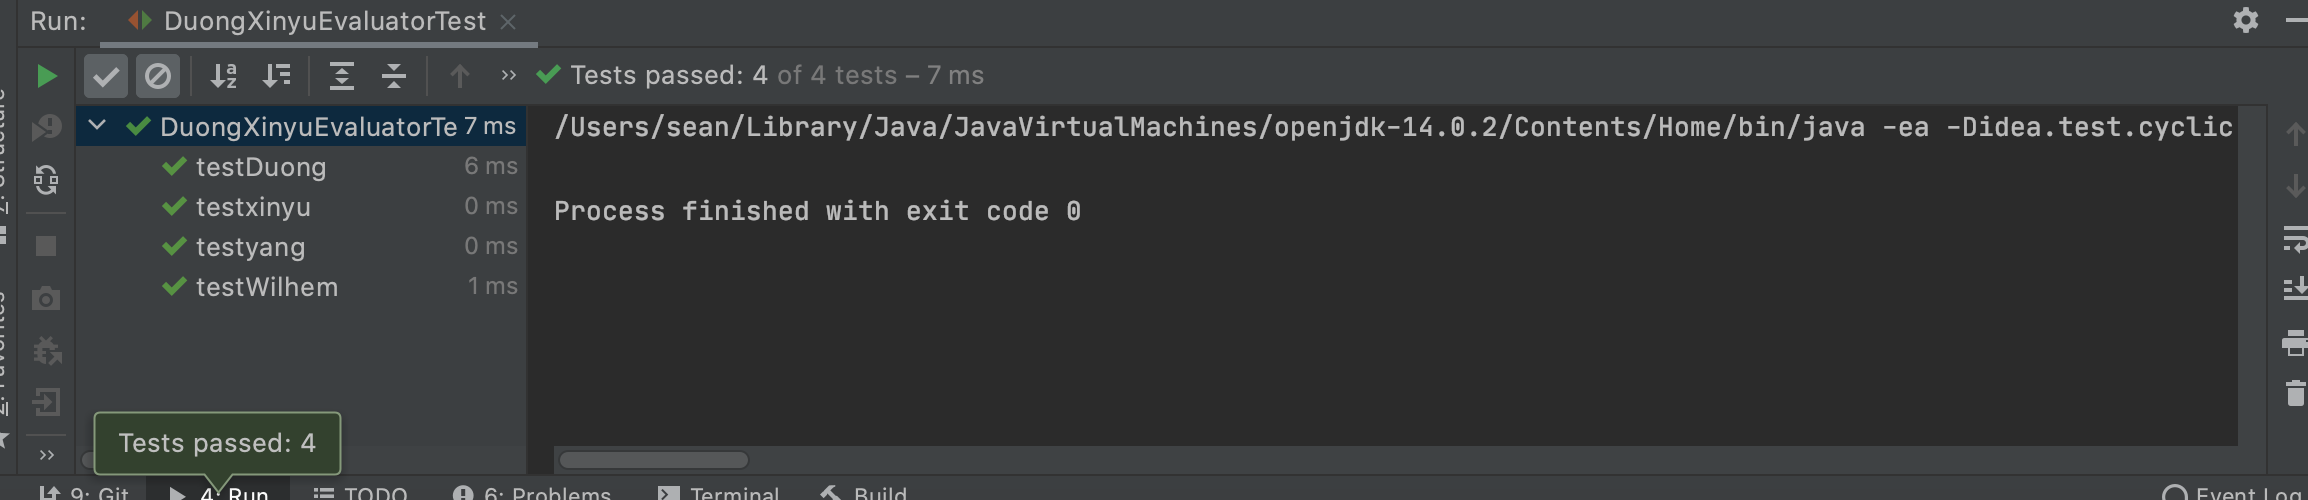 Run: DuongXinyuEvaluatorTest
Tests passed: 4 of 4 tests – 7 ms
DuongXinyuEvaluatorTe 7 ms
testDuong 6 ms
testxinyu 0 ms
testyang 0 ms
testWilhem 1 ms
/Users/sean/Library/Java/JavaVirtualMachines/openjdk-14.0.2/Contents/Home/bin/java -ea -Didea.test.cyclic
Process finished with exit code 0
Z: Structure
2: Favorites
Tests passed: 4
9: Git 4: Run TODO 6: Problems Terminal Build Event Log